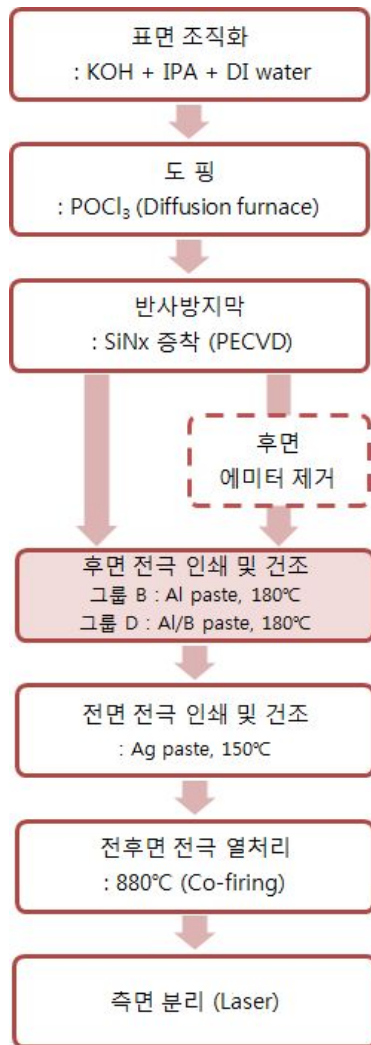 표면 조직화
: KOH + IPA + DI water
도 핑
: POCl₃ (Diffusion furnace)
반사방지막
: SiNx 증착 (PECVD)
후면
에미터 제거
후면 전극 인쇄 및 건조
그룹 B : Al paste, 180℃
그룹 D : Al/B paste, 180℃
전면 전극 인쇄 및 건조
: Ag paste, 150℃
전후면 전극 열처리
: 880℃ (Co-firing)
측면 분리 (Laser)